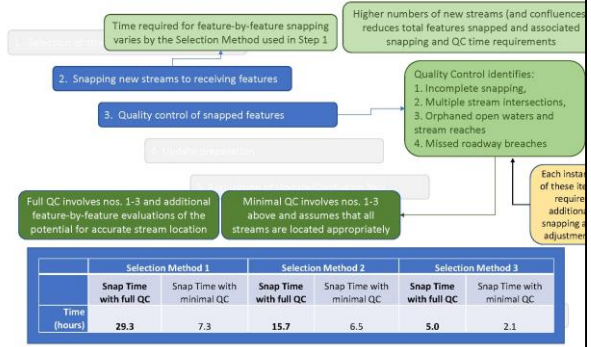 Time required for feature-by-feature snapping
varies by the Selection Method used in Step 1
Higher numbers of new streams (and confluences
reduces total features snapped and associated
snapping and QC time requirements
1. Selection of
2. Snapping new streams to receiving features
3. Quality control of snapped features
Quality Control identifies:
1. Incomplete snapping,
2. Multiple stream intersections,
3. Orphaned open waters and
stream reaches
4. Missed roadway breaches
4. Update preparation
Each instan
of these ite
require
additiona
snapping a
adjustmen
Full QC involves nos. 1-3 and additional
feature-by-feature evaluations of the
potential for accurate stream location
Minimal QC involves nos. 1-3
above and assumes that all
streams are located appropriately
Selection Method 1 Selection Method 2 Selection Method 3
Snap Time with full QC Snap Time with minimal QC Snap Time with full QC Snap Time with minimal QC Snap Time with full QC Snap Time with minimal QC
Time (hours) 29.3 7.3 15.7 6.5 5.0 2.1